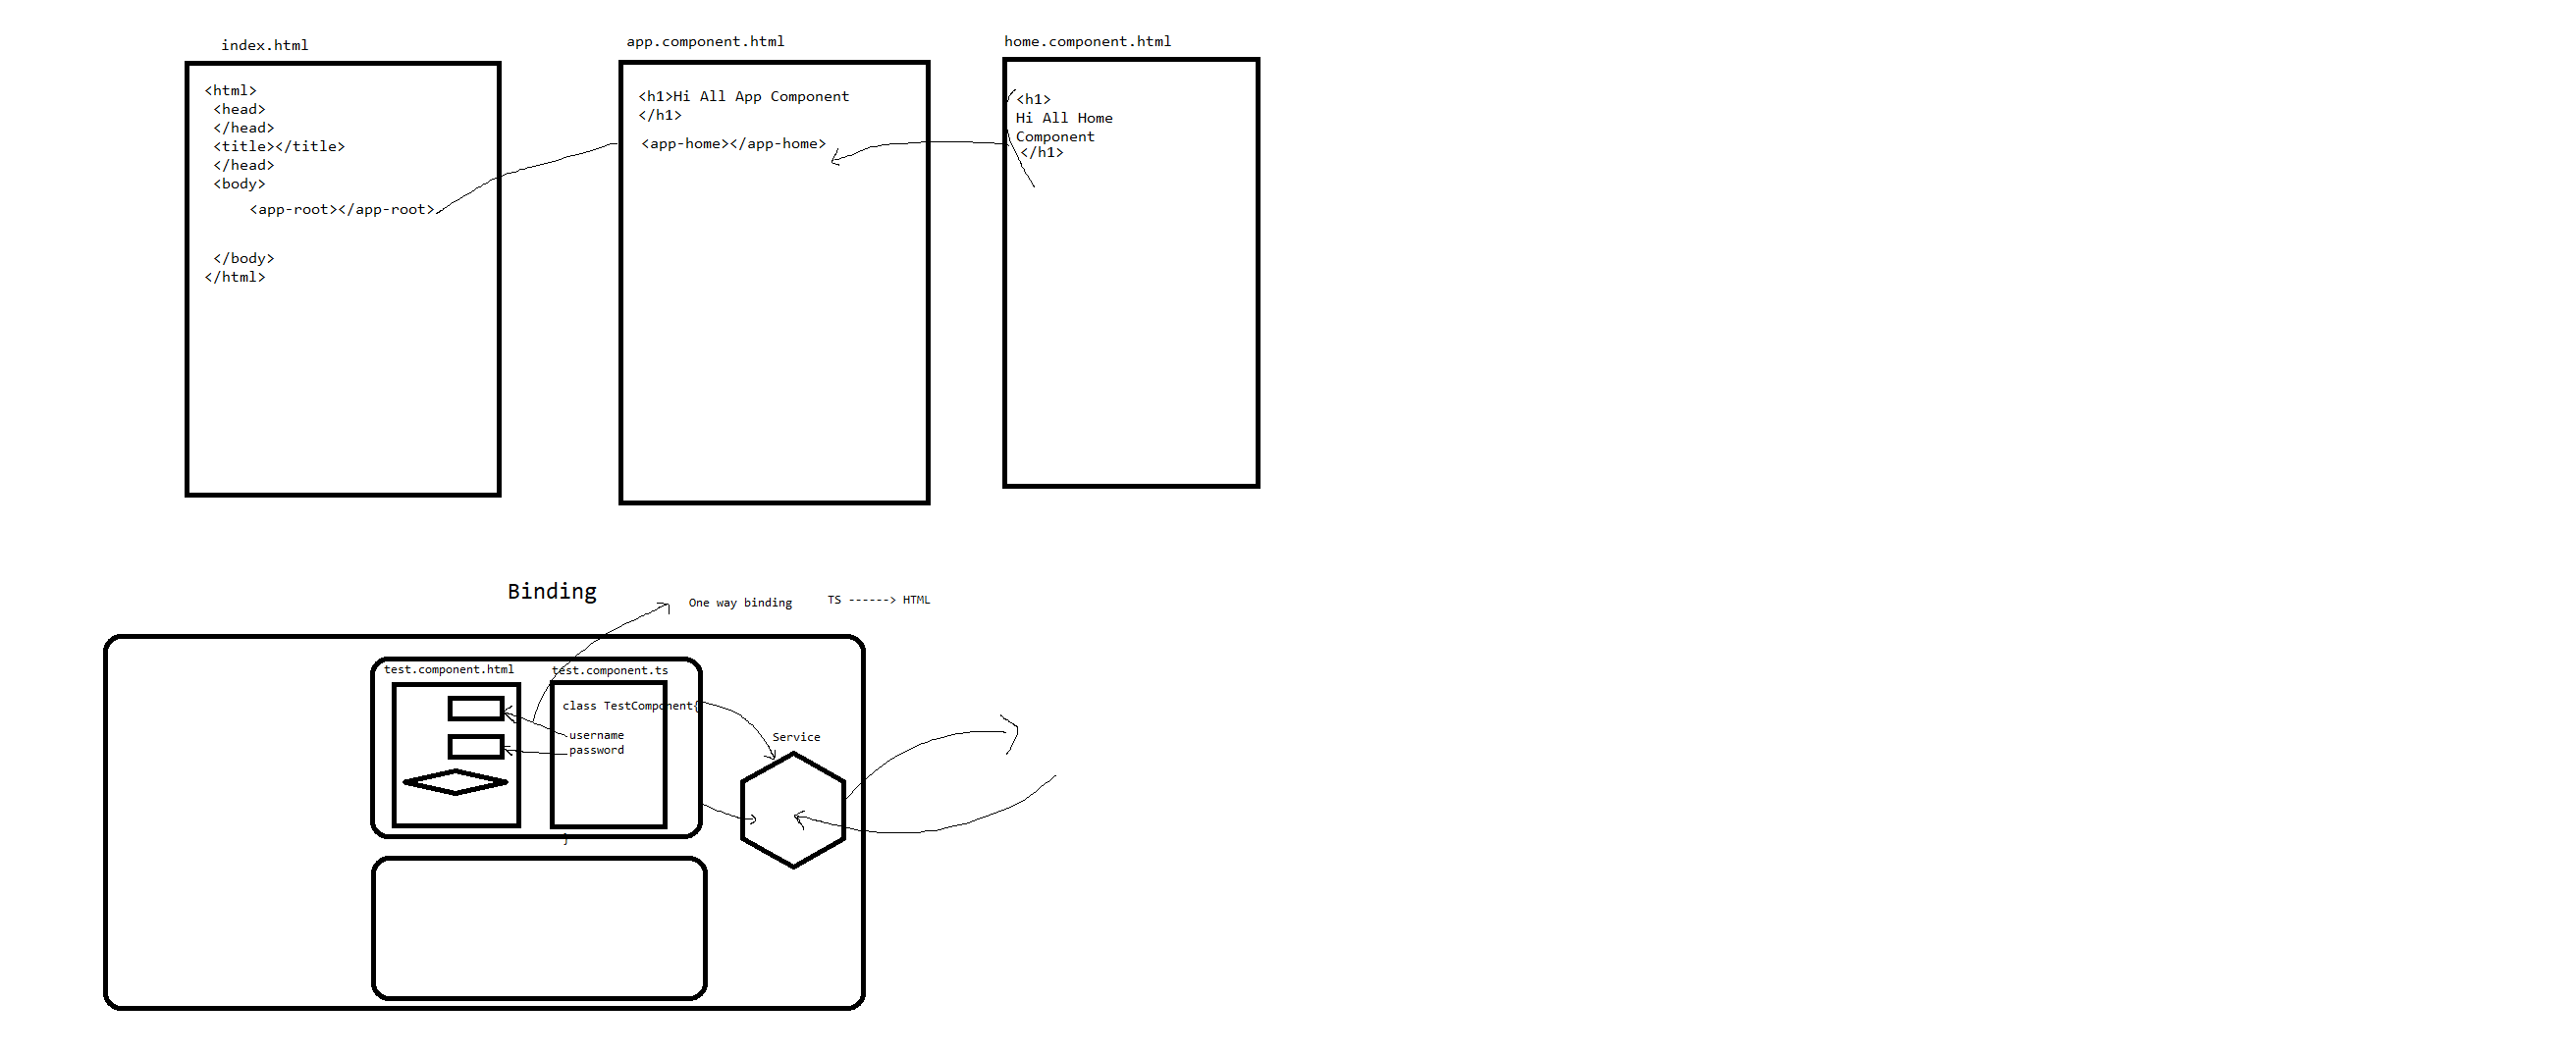 index.html
<html>
<head>
</head>
<title></title>
</head>
<body>
<app-root></app-root>
</body>
</html>
app.component.html
<h1>Hi All App Component
</h1>
<app-home></app-home>
home.component.html
<h1>
Hi All Home
Component
</h1>
Binding
One way binding
TS ------> HTML
test.component.html
test.component.ts
class TestComponent{
username
password
}
Service